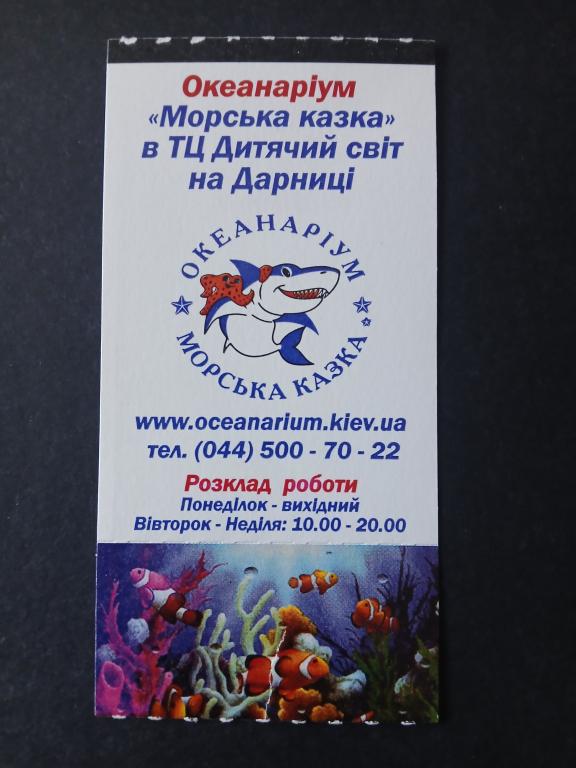 Океанаріум
«Морська казка»
в ТЦ Дитячий світ
на Дарниці
ОКЕАНАРІУМ
МОРСЬКА КАЗКА
www.oceanarium.kiev.ua
тел. (044) 500 - 70 - 22
Розклад роботи
Понеділок - вихідний
Вівторок - Неділя: 10.00 - 20.00